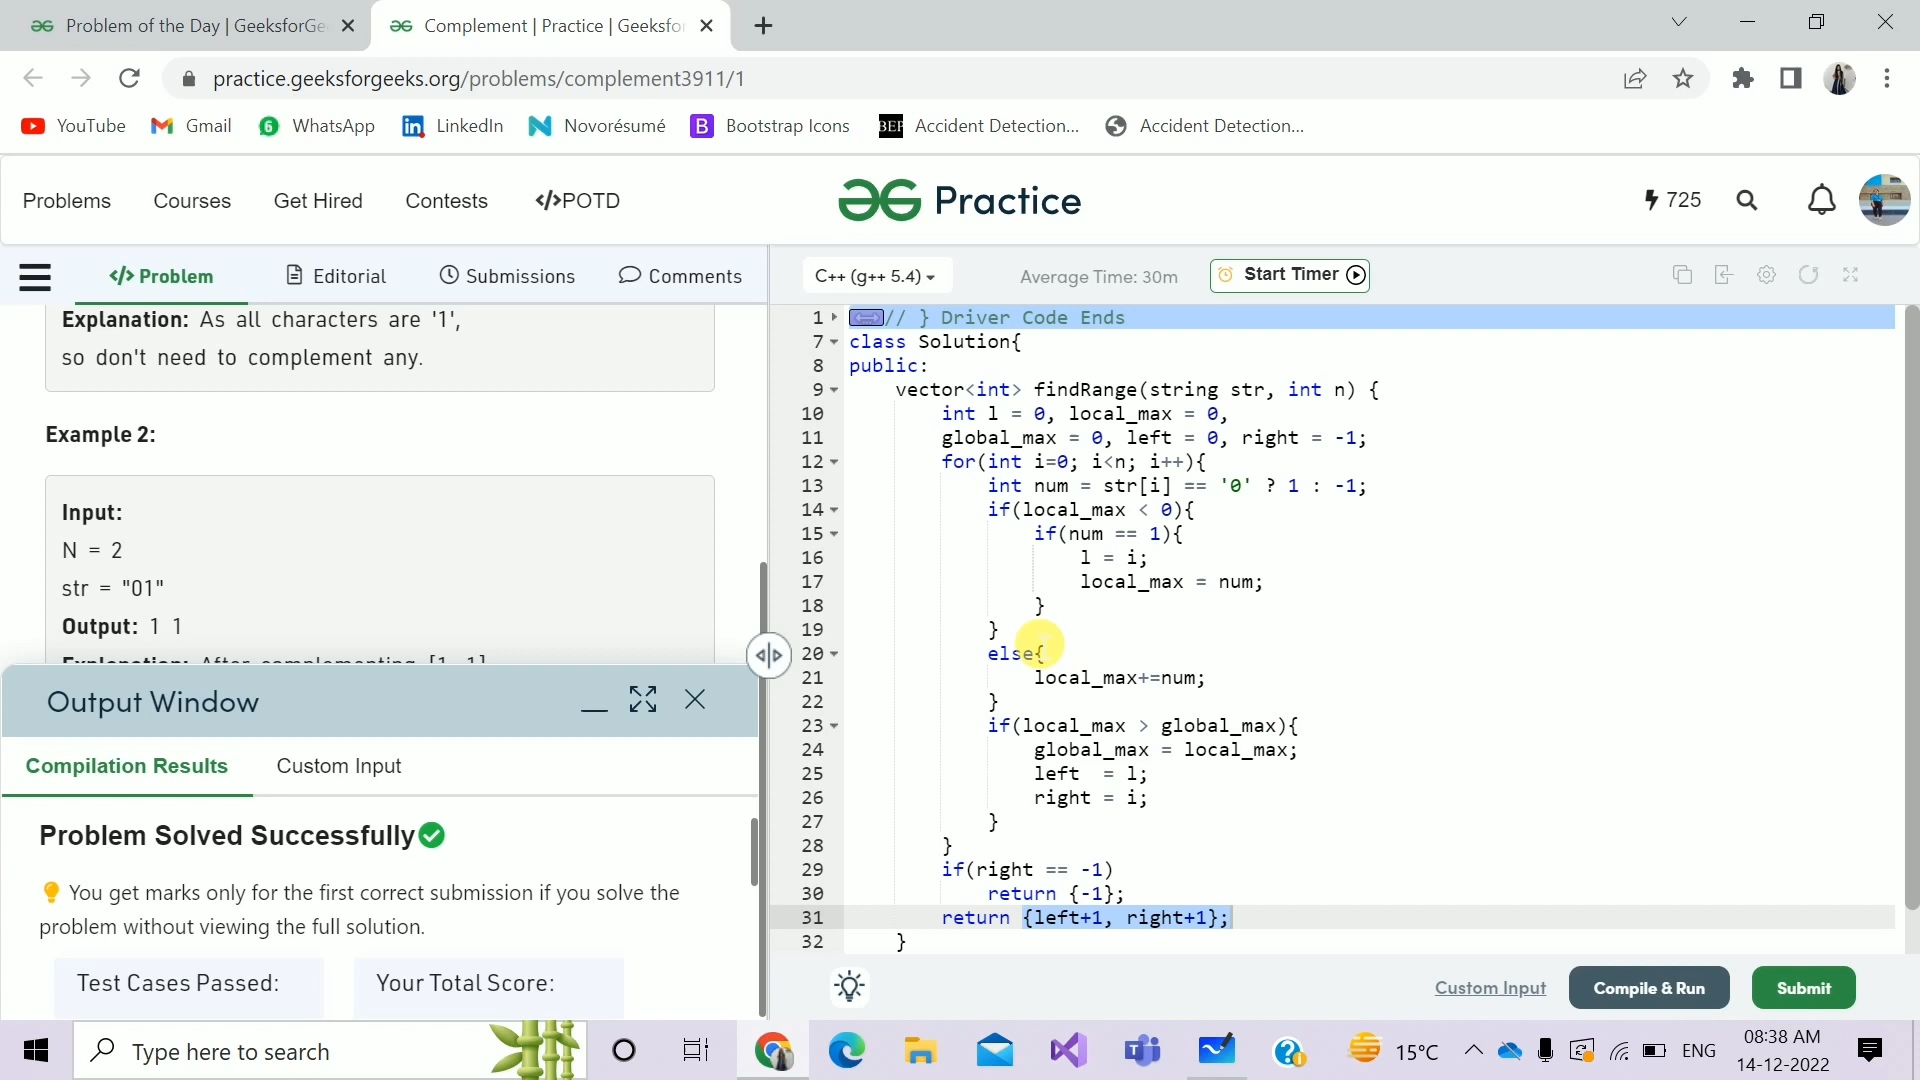 Problem of the Day | GeeksforGe
Complement | Practice | Geeksfor
practice.geeksforgeeks.org/problems/complement3911/1
YouTube
Gmail
6
WhatsApp
in
LinkedIn
N
Novorésumé
B
Bootstrap Icons
BEP
Accident Detection...
Accident Detection...
Problems
Courses
Get Hired
Contests
</>POTD
Practice
725
</> Problem
Editorial
Submissions
Comments
C++ (g++ 5.4)
Average Time: 30m
Start Timer
Explanation: As all characters are '1',
so don't need to complement any.
Example 2:
Input:
N = 2
str = "01"
Output: 1 1
Explanation: After complementing [1, 1]
Output Window
Compilation Results
Custom Input
Problem Solved Successfully
You get marks only for the first correct submission if you solve the
problem without viewing the full solution.
Test Cases Passed:
Your Total Score:
1 // } Driver Code Ends
7 class Solution{
8 public:
9 vector<int> findRange(string str, int n) {
10 int l = 0, local_max = 0,
11 global_max = 0, left = 0, right = -1;
12 for(int i=0; i<n; i++){
13 int num = str[i] == '0' ? 1 : -1;
14 if(local_max < 0){
15 if(num == 1){
16 l = i;
17 local_max = num;
18 }
19 }
20 else{
21 local_max+=num;
22 }
23 if(local_max > global_max){
24 global_max = local_max;
25 left  = l;
26 right = i;
27 }
28 }
29 if(right == -1)
30 return {-1};
31 return {left+1, right+1};
32 }
Custom Input
Compile & Run
Submit
Type here to search
15°C
ENG
08:38 AM
14-12-2022